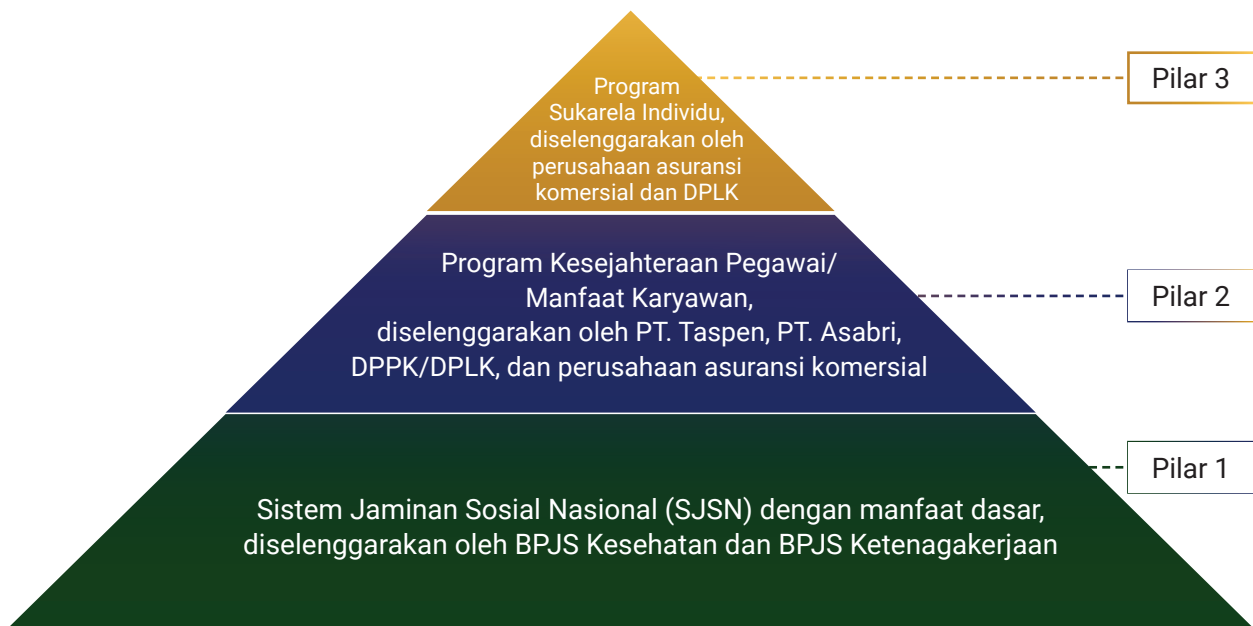 Program
Sukarela Individu,
diselenggarakan oleh
perusahaan asuransi
komersial dan DPLK
Pilar 3
Program Kesejahteraan Pegawai/
Manfaat Karyawan,
diselenggarakan oleh PT. Taspen, PT. Asabri,
DPPK/DPLK, dan perusahaan asuransi komersial
Pilar 2
Sistem Jaminan Sosial Nasional (SJSN) dengan manfaat dasar,
diselenggarakan oleh BPJS Kesehatan dan BPJS Ketenagakerjaan
Pilar 1